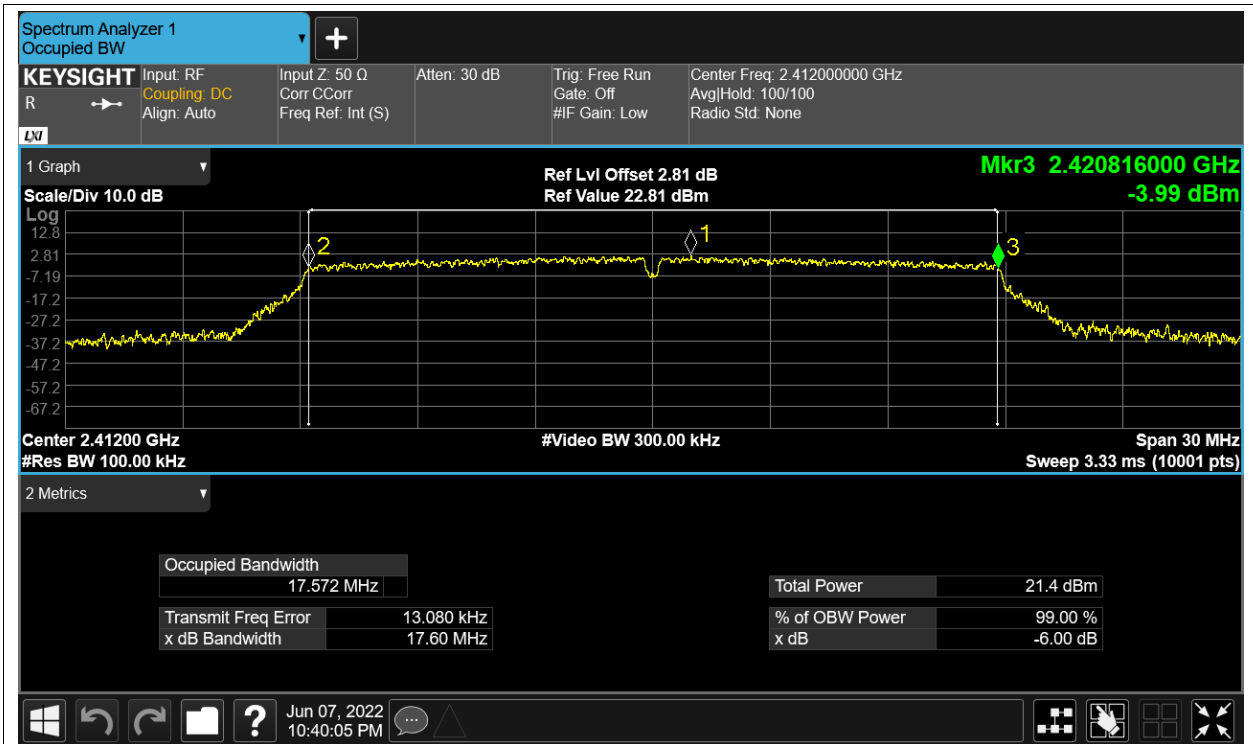 Spectrum Analyzer 1
Occupied BW
KEYSIGHT Input: RF Input Z: 50 Ω Atten: 30 dB Trig: Free Run Center Freq: 2.412000000 GHz
R Coupling: DC Corr CCorr Gate: Off Avg|Hold: 100/100
Align: Auto Freq Ref: Int (S) #IF Gain: Low Radio Std: None
LXI
1 Graph Ref Lvl Offset 2.81 dB Mkr3 2.420816000 GHz
Scale/Div 10.0 dB Ref Value 22.81 dBm -3.99 dBm
Log
12.8
1
2
3
2.81
-7.19
-17.2
-27.2
-37.2
-47.2
-57.2
-67.2
Center 2.41200 GHz #Video BW 300.00 kHz Span 30 MHz
#Res BW 100.00 kHz Sweep 3.33 ms (10001 pts)
2 Metrics
Occupied Bandwidth
17.572 MHz Total Power 21.4 dBm
Transmit Freq Error 13.080 kHz % of OBW Power 99.00 %
x dB Bandwidth 17.60 MHz x dB -6.00 dB
? Jun 07, 2022
10:40:05 PM